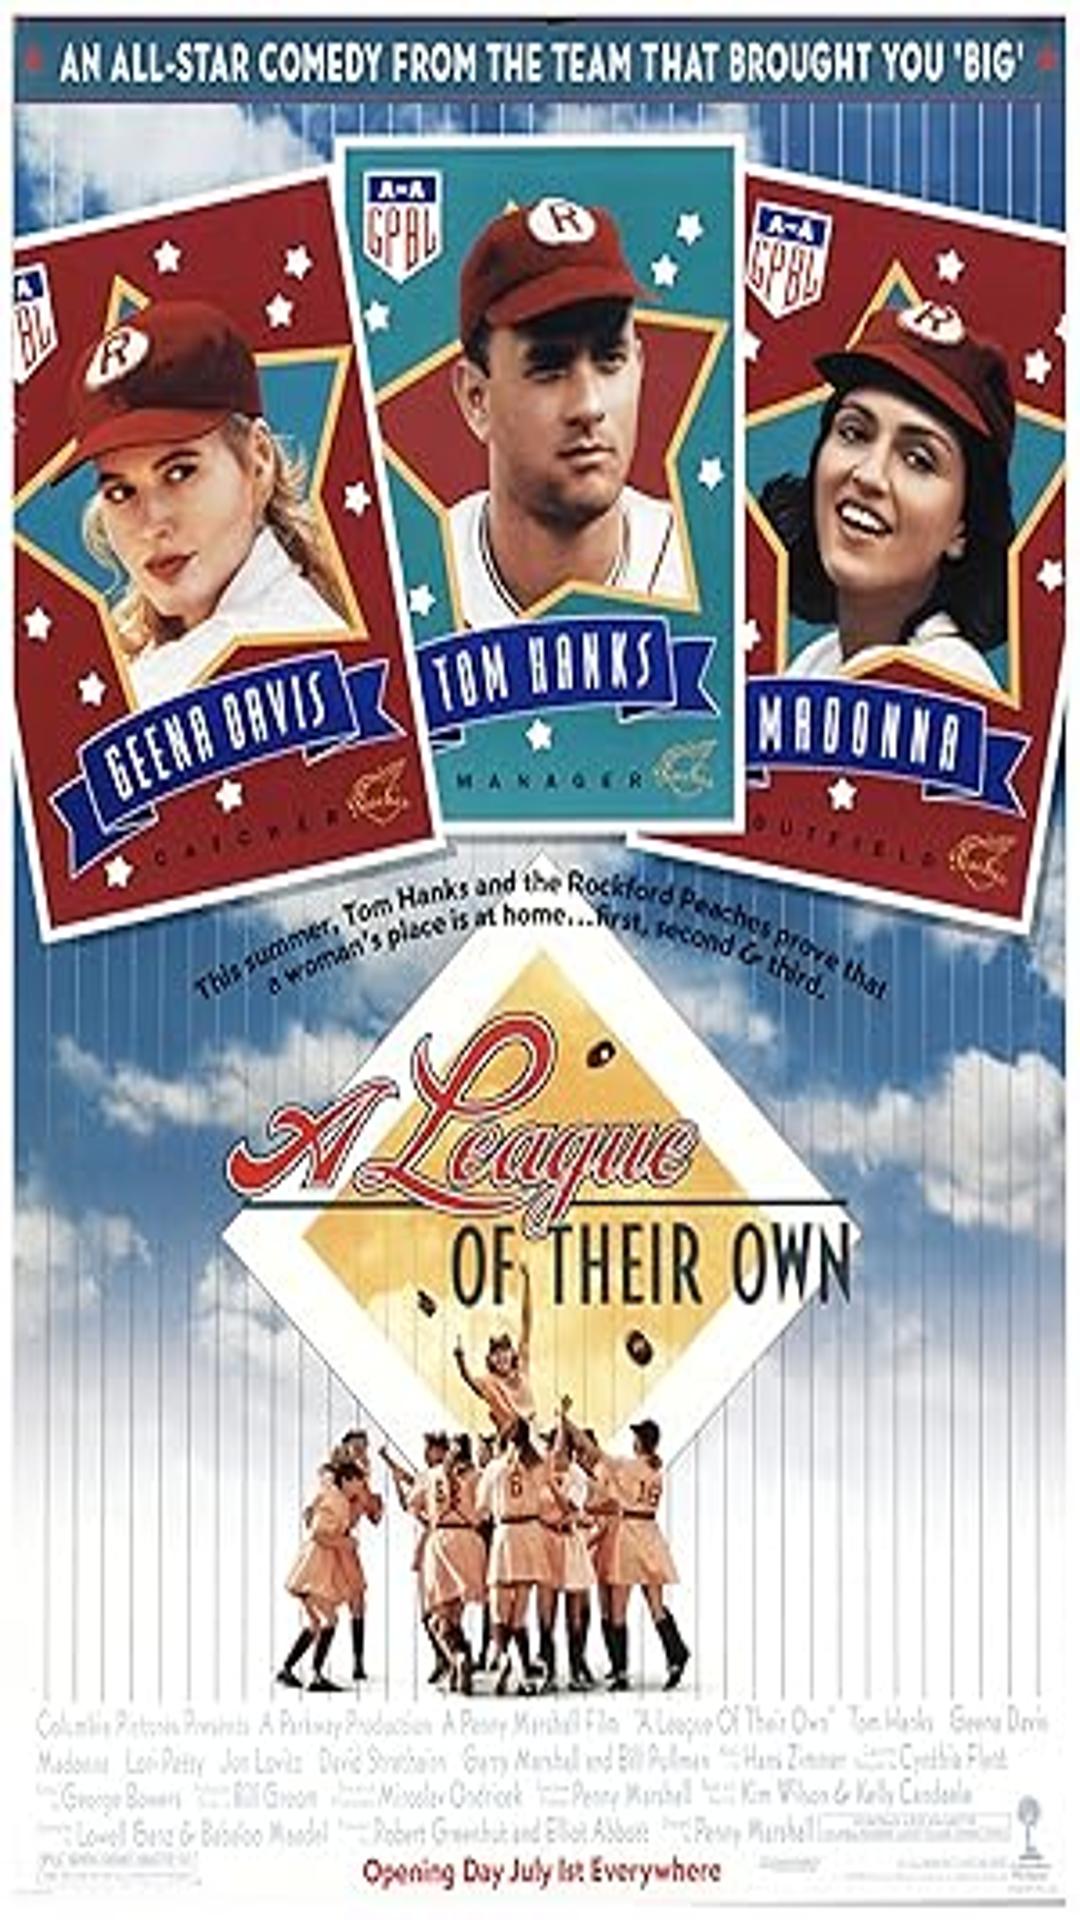 AN ALL-STAR COMEDY FROM THE TEAM THAT BROUGHT YOU 'BIG'
A
BL
R
GEENA DAVIS
CATCHER
A-A
GPBL
R
TOM HANKS
MANAGER
A-A
GPBL
R
MADONNA
OUTFIELD
This summer, Tom Hanks and the Rockford Peaches prove that
a woman's place is at home...first, second & third.
A League
OF THEIR OWN
6
18
Columbia Pictures Presents A Parkway Production A Penny Marshall Film "A League Of Their Own" Tom Hanks Geena Davis
Madonna Lori Petty Jon Lovitz David Strathairn Garry Marshall and Bill Pullman Hans Zimmer Cynthia Flynt
George Bowers Bill Groom Miroslav Ondricek Penny Marshall Kim Wilson & Kelly Candaele
Lowell Ganz & Babaloo Mandel Robert Greenhut and Elliot Abbott Penny Marshall
Opening Day July 1st Everywhere